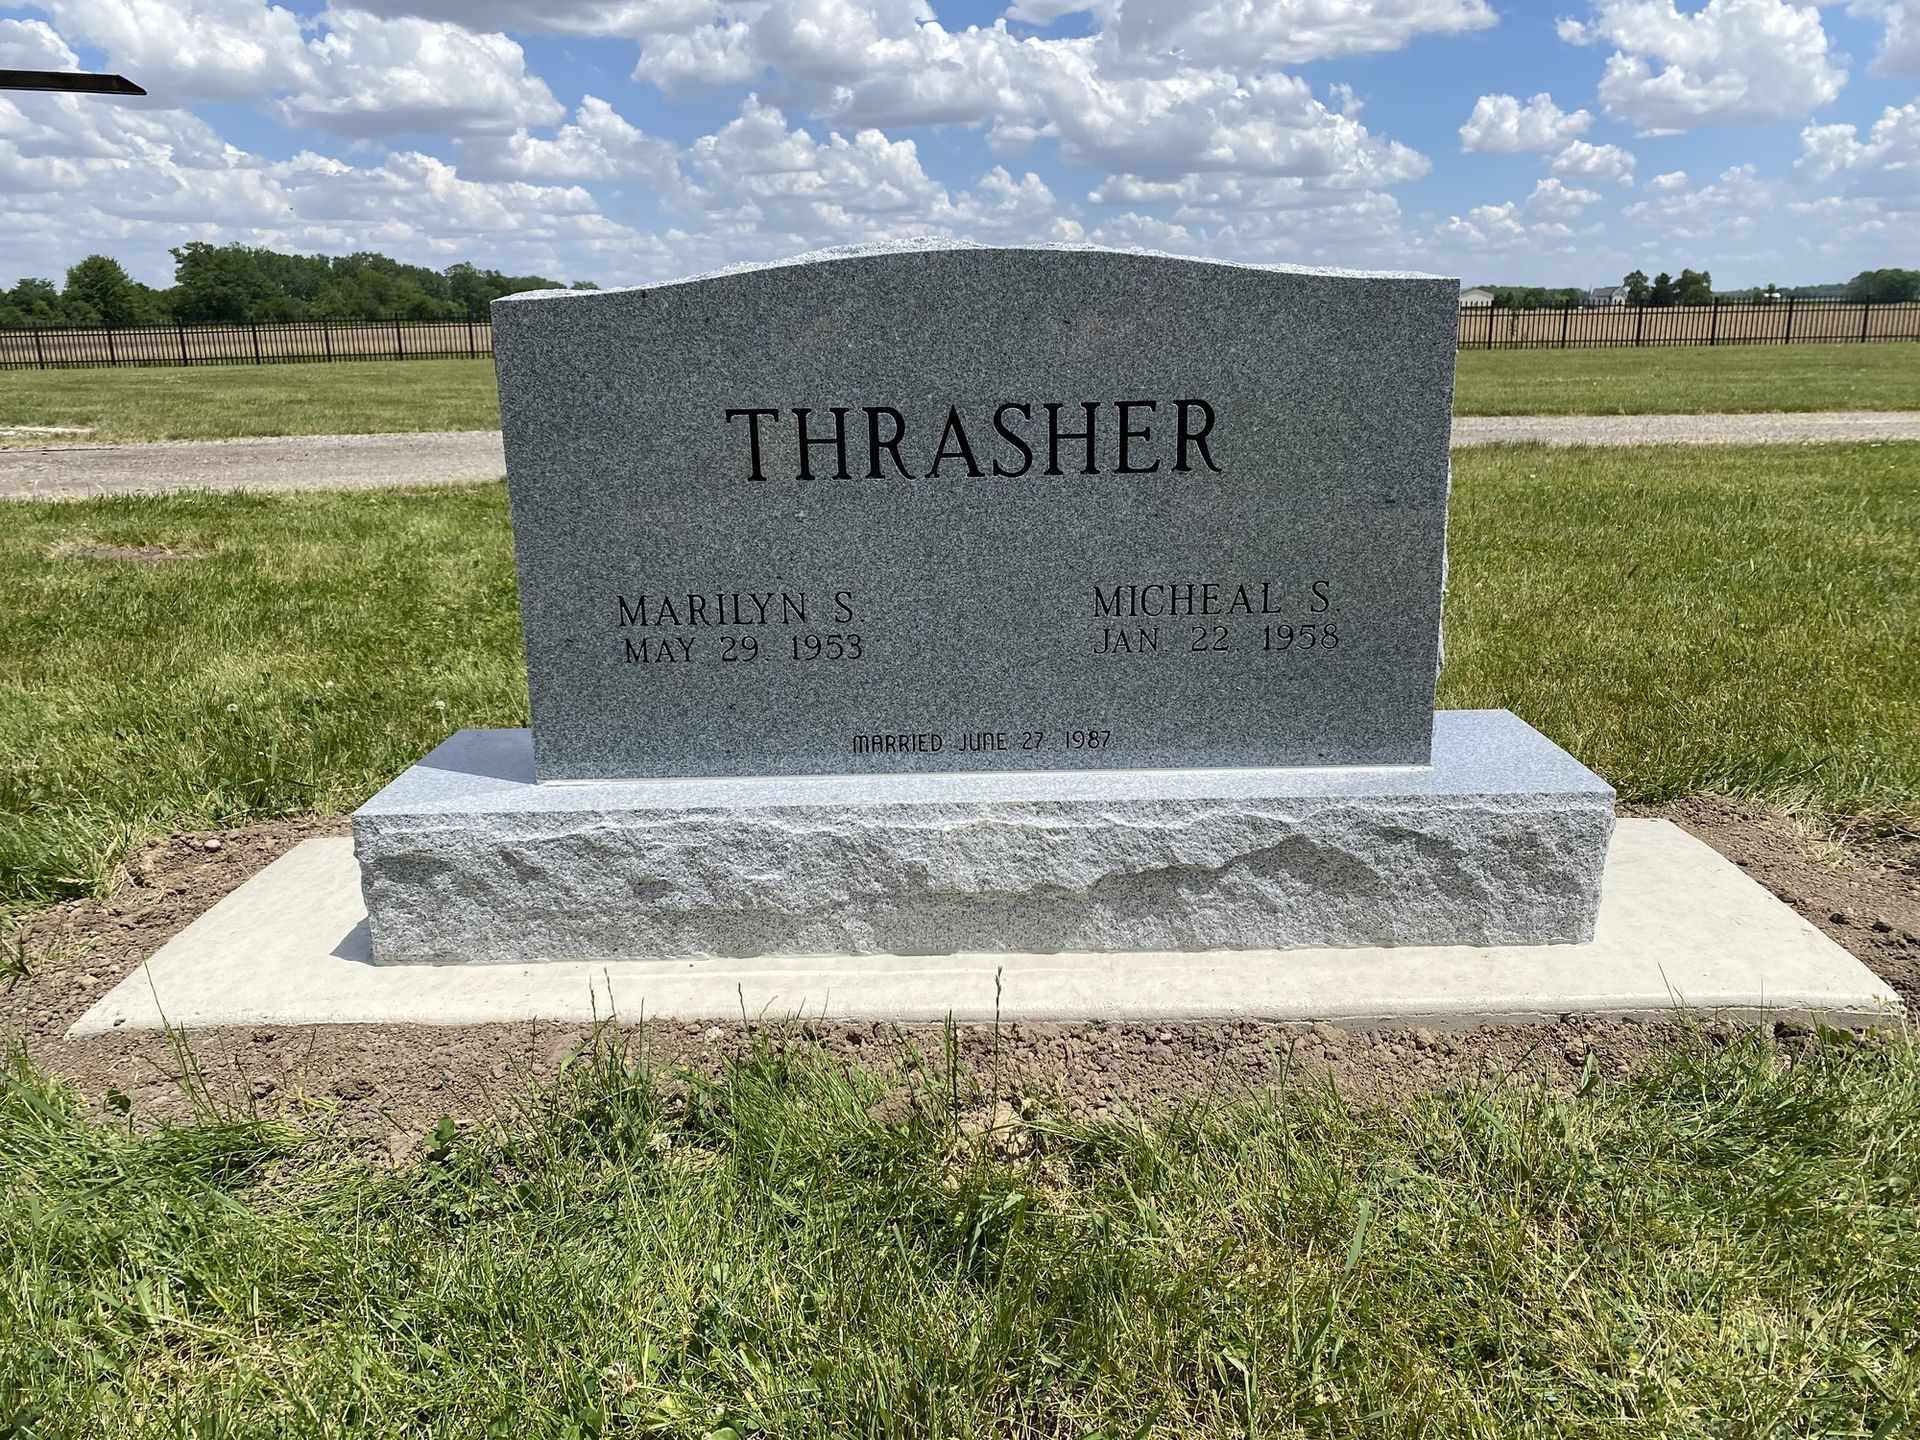 THRASHER
MARILYN S.
MAY 29, 1953
MICHEAL S.
JAN. 22, 1958
MARRIED JUNE 27, 1987